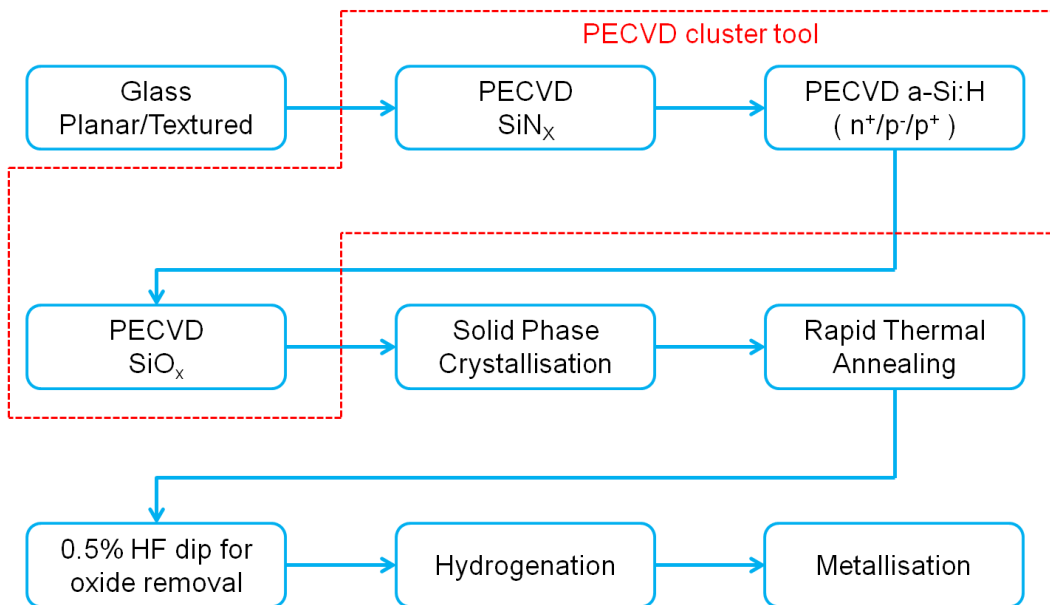 PECVD cluster tool
Glass
Planar/Textured
PECVD
SiNₓ
PECVD a-Si:H
( n⁺/p⁻/p⁺ )
PECVD
SiOₓ
Solid Phase
Crystallisation
Rapid Thermal
Annealing
0.5% HF dip for
oxide removal
Hydrogenation
Metallisation